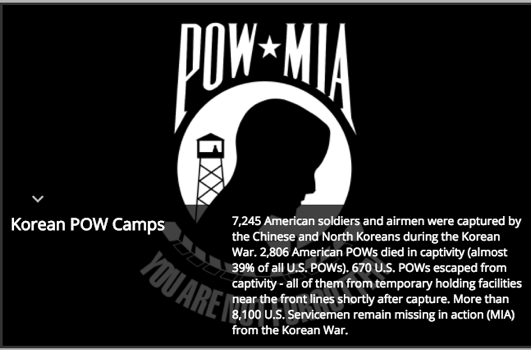 POW★MIA
Korean POW Camps
7,245 American soldiers and airmen were captured by
the Chinese and North Koreans during the Korean
War. 2,806 American POWs died in captivity (almost
39% of all U.S. POWs). 670 U.S. POWs escaped from
captivity - all of them from temporary holding facilities
near the front lines shortly after capture. More than
8,100 U.S. Servicemen remain missing in action (MIA)
from the Korean War.
YOU ARE NOT FORGOTTEN